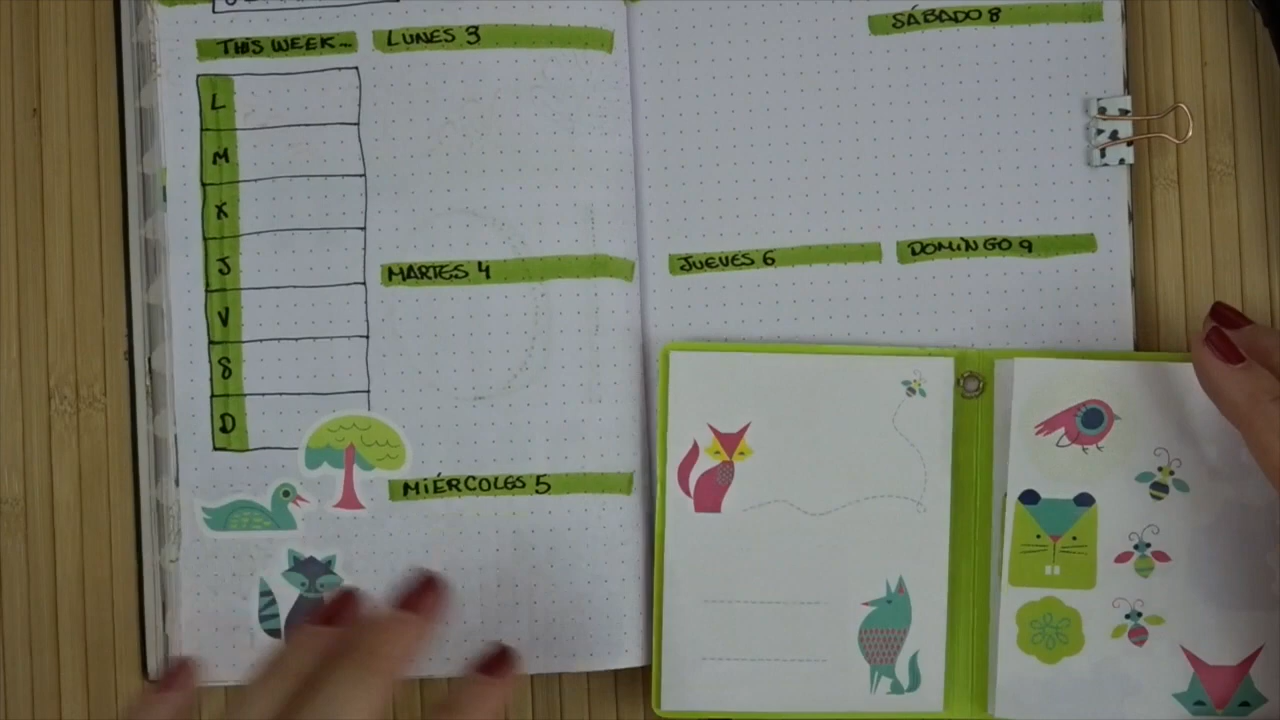 THIS WEEK...
L
M
X
J
V
S
D
LUNES 3
MARTES 4
MIÉRCOLES 5
SÁBADO 8
JUEVES 6
DOMINGO 9